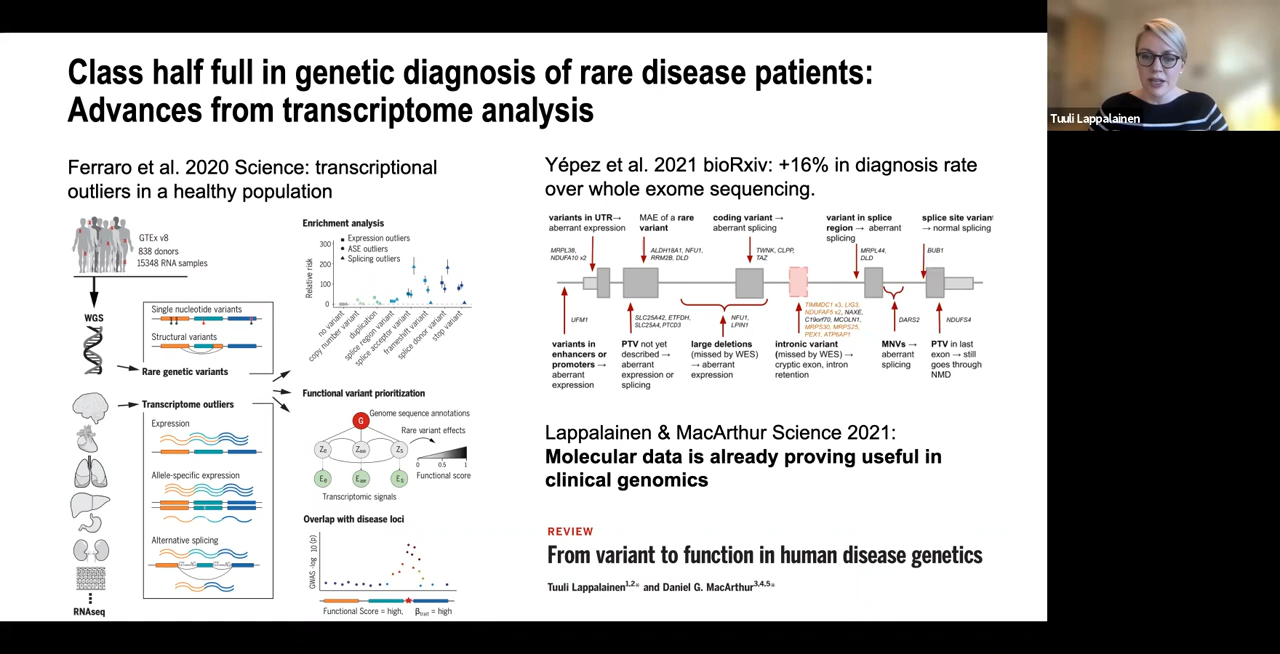 Class half full in genetic diagnosis of rare disease patients:
Advances from transcriptome analysis
Tuuli Lappalainen
Ferraro et al. 2020 Science: transcriptional
outliers in a healthy population
GTEx v8
838 donors
15348 RNA samples
WGS
Single nucleotide variants
Structural variants
Rare genetic variants
Transcriptome outliers
Expression
Allele-specific expression
Alternative splicing
RNAseq
Enrichment analysis
Expression outliers
ASE outliers
Splicing outliers
Relative risk
300
200
100
0
no variant
copy number variant
duplication
splice region variant
splice acceptor variant
frameshift variant
splice donor variant
stop variant
Functional variant prioritization
G
Genome sequence annotations
Rare variant effects
0 0.5 1
Functional score
Transcriptomic signals
Overlap with disease loci
GWAS -log 10 (p)
Functional Score = high, βtrait = high
Yépez et al. 2021 bioRxiv: +16% in diagnosis rate
over whole exome sequencing.
variants in UTR→
aberrant expression
MRPL38,
NDUFA10 x2
MAE of a rare
variant
ALDH18A1, NFU1,
RRM2B, DLD
coding variant →
aberrant splicing
TWNK, CLPP,
TAZ
variant in splice
region → aberrant
splicing
MRPL44,
DLD
splice site variant
→ normal splicing
BUB1
UFM1
variants in
enhancers or
promoters →
aberrant
expression
SLC25A42, ETFDH,
SLC25A4, PTCD3
PTV not yet
described →
aberrant
expression or
splicing
NFU1,
LPIN1
large deletions
(missed by WES)
→ aberrant
expression
TIMMDC1 x3, LIG3,
NDUFAF5 x2, NAXE,
C19orf70, MCOLN1,
MRPS30, MRPS25,
PEX1, ATP6AP1
intronic variant
(missed by WES) →
cryptic exon, intron
retention
DARS2
MNVs →
aberrant
splicing
NDUFS4
PTV in last
exon → still
goes through
NMD
Lappalainen & MacArthur Science 2021:
Molecular data is already proving useful in
clinical genomics
REVIEW
From variant to function in human disease genetics
Tuuli Lappalainen1,2* and Daniel G. MacArthur3,4,5*